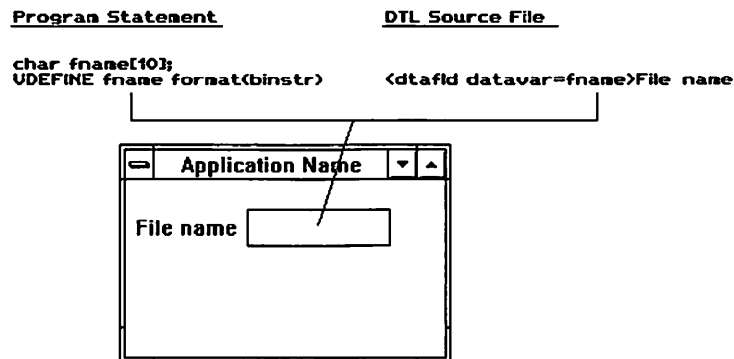 Program Statement
DTL Source File
char fname[10];
VDEFINE fname format(binstr)
<dtafld datavar=fname>File name
Application Name
File name